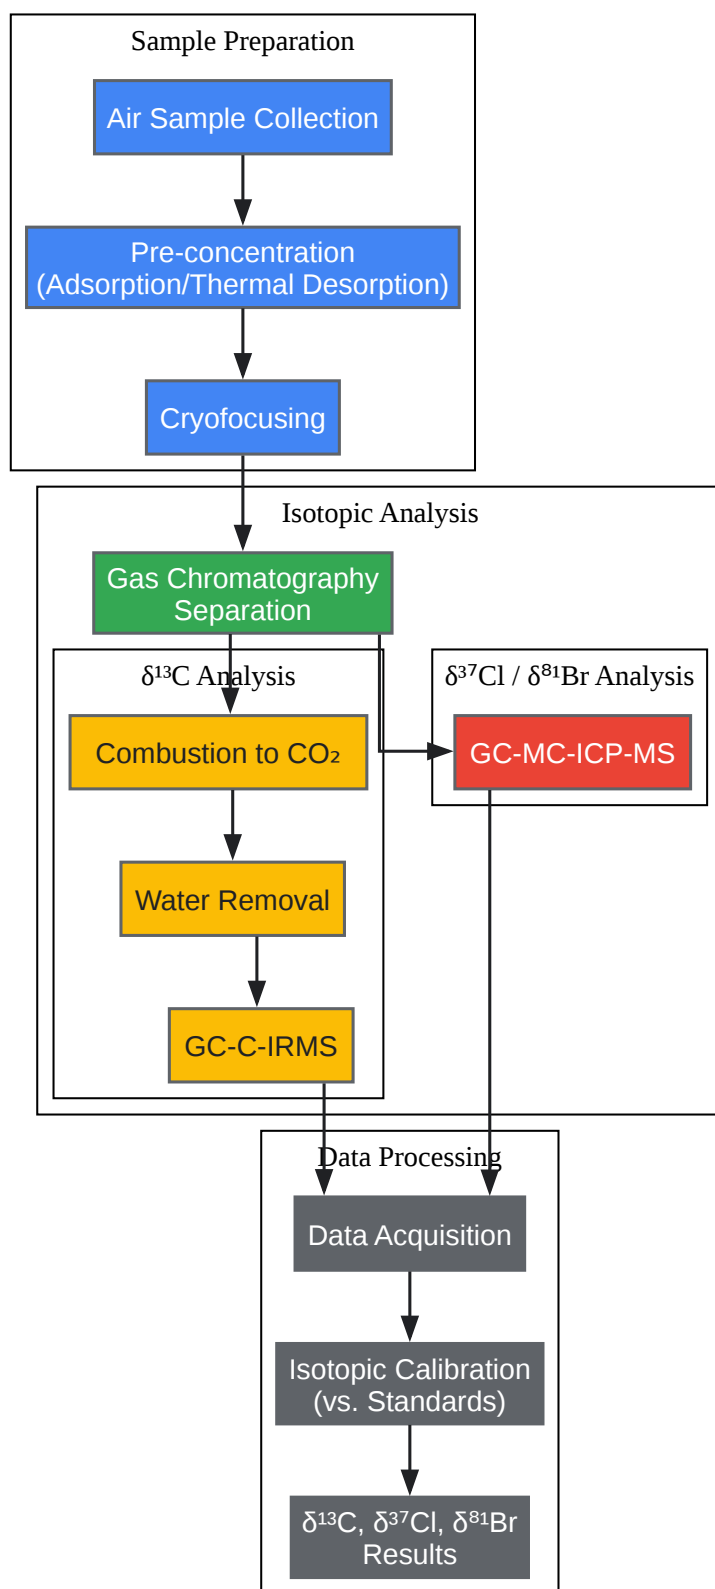 Sample Preparation
Air Sample Collection
Pre-concentration
(Adsorption/Thermal Desorption)
Cryofocusing
Isotopic Analysis
Gas Chromatography
Separation
δ¹³C Analysis
δ³⁷Cl / δ⁸¹Br Analysis
Combustion to CO₂
GC-MC-ICP-MS
Water Removal
GC-C-IRMS
Data Processing
Data Acquisition
Isotopic Calibration
(vs. Standards)
δ¹³C, δ³⁷Cl, δ⁸¹Br
Results